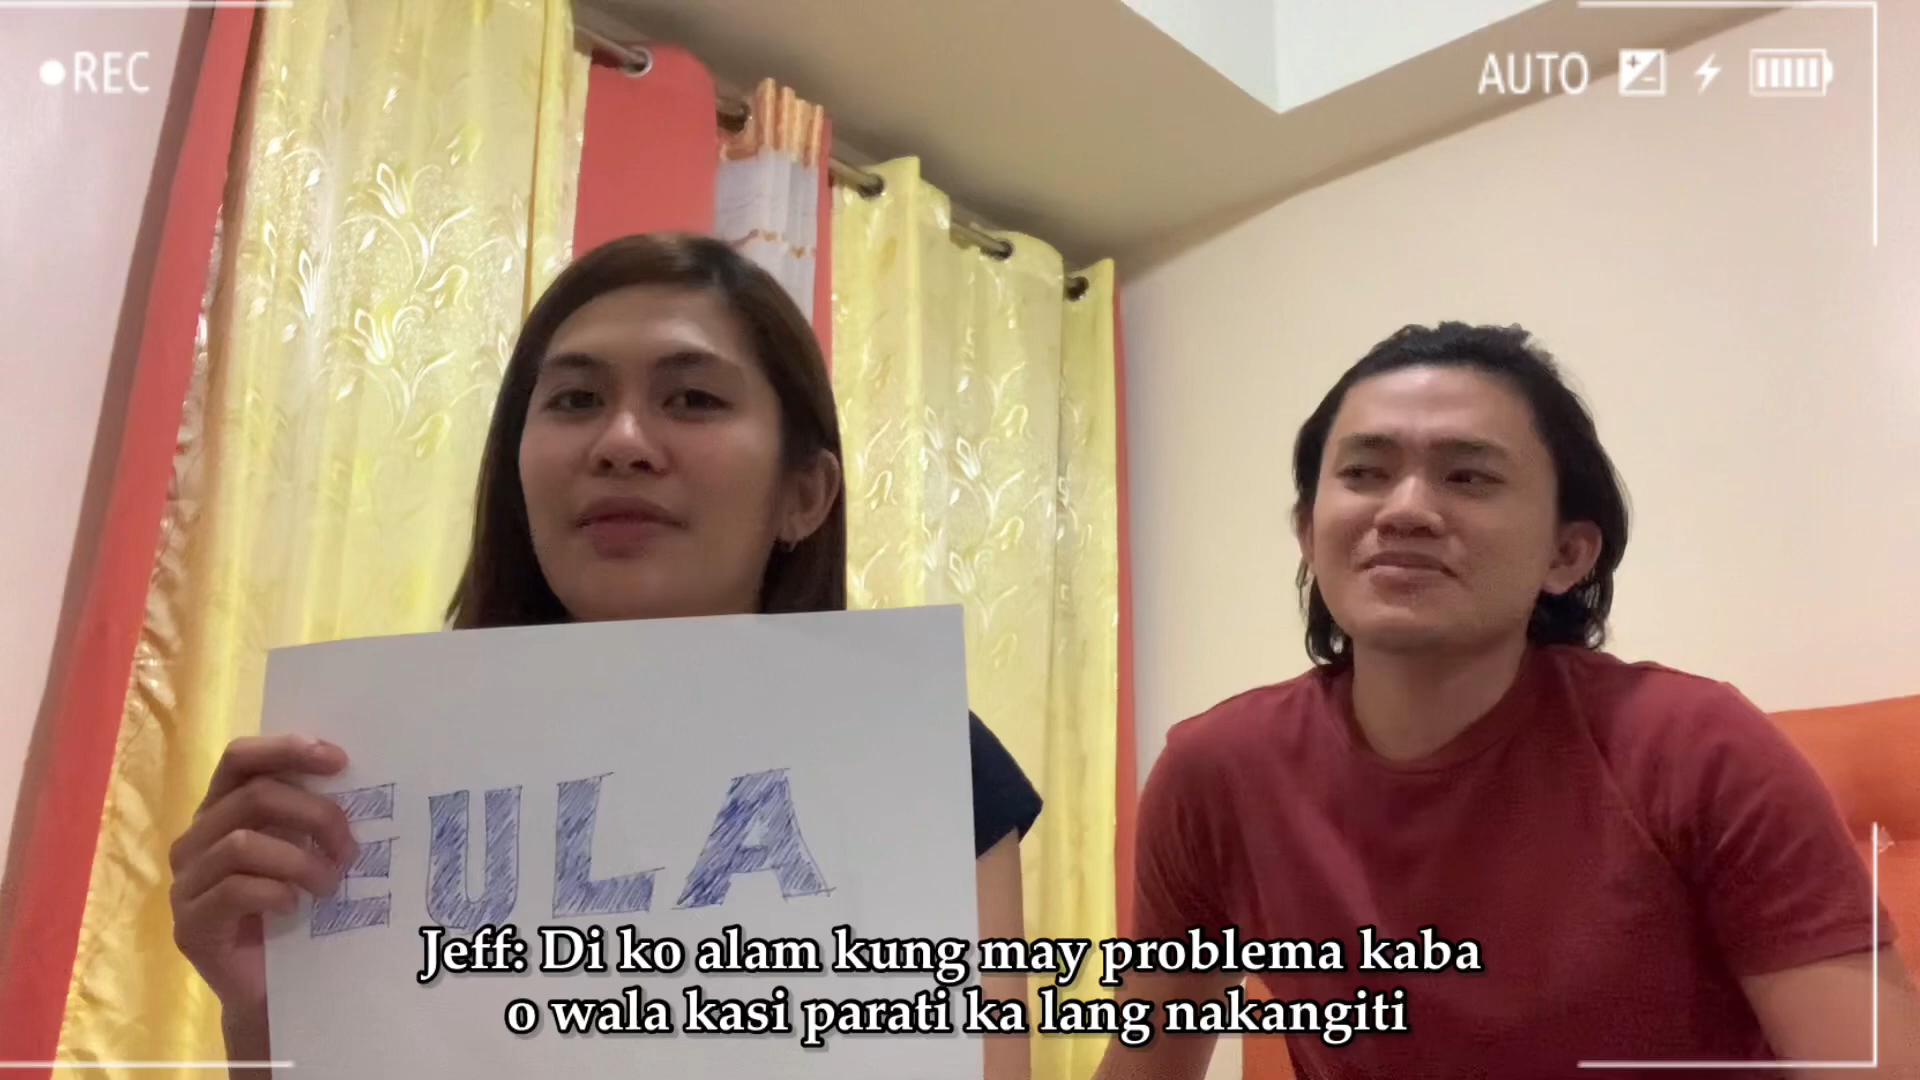 REC
AUTO
EULA
Jeff: Di ko alam kung may problema kaba
o wala kasi parati ka lang nakangiti